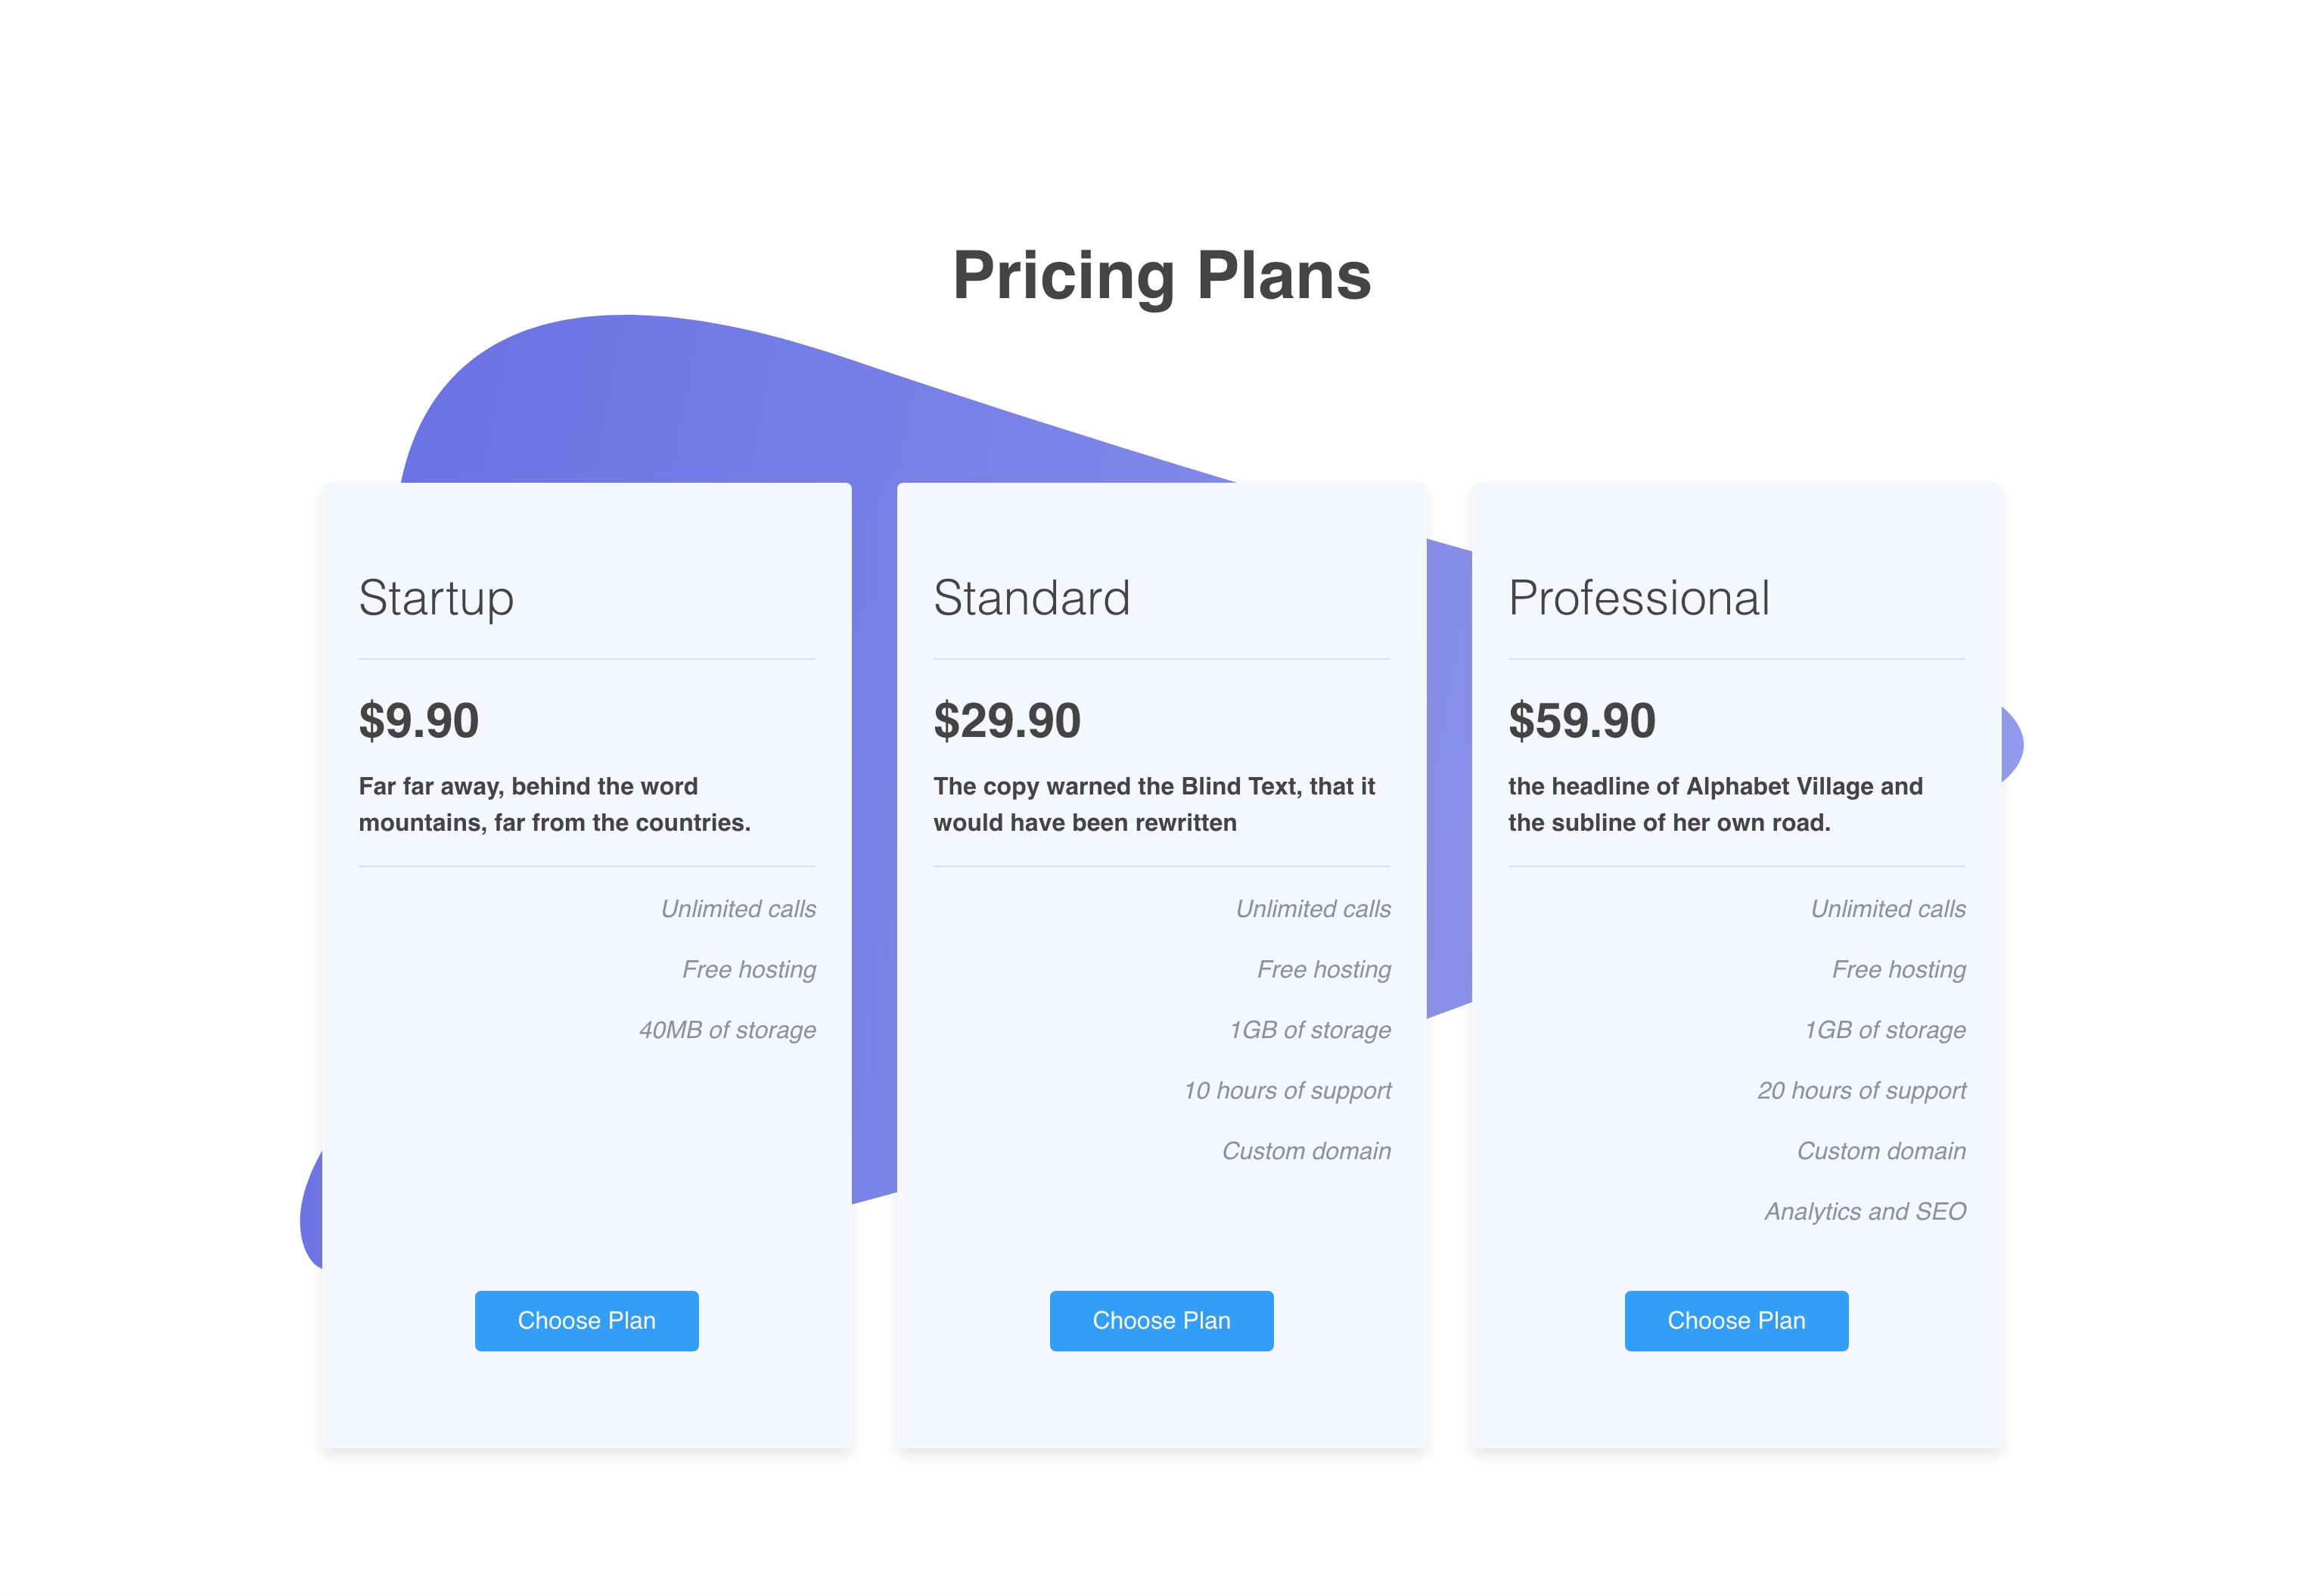 Pricing Plans
Startup
$9.90
Far far away, behind the word
mountains, far from the countries.
Unlimited calls
Free hosting
40MB of storage
Choose Plan
Standard
$29.90
The copy warned the Blind Text, that it
would have been rewritten
Unlimited calls
Free hosting
1GB of storage
10 hours of support
Custom domain
Choose Plan
Professional
$59.90
the headline of Alphabet Village and
the subline of her own road.
Unlimited calls
Free hosting
1GB of storage
20 hours of support
Custom domain
Analytics and SEO
Choose Plan